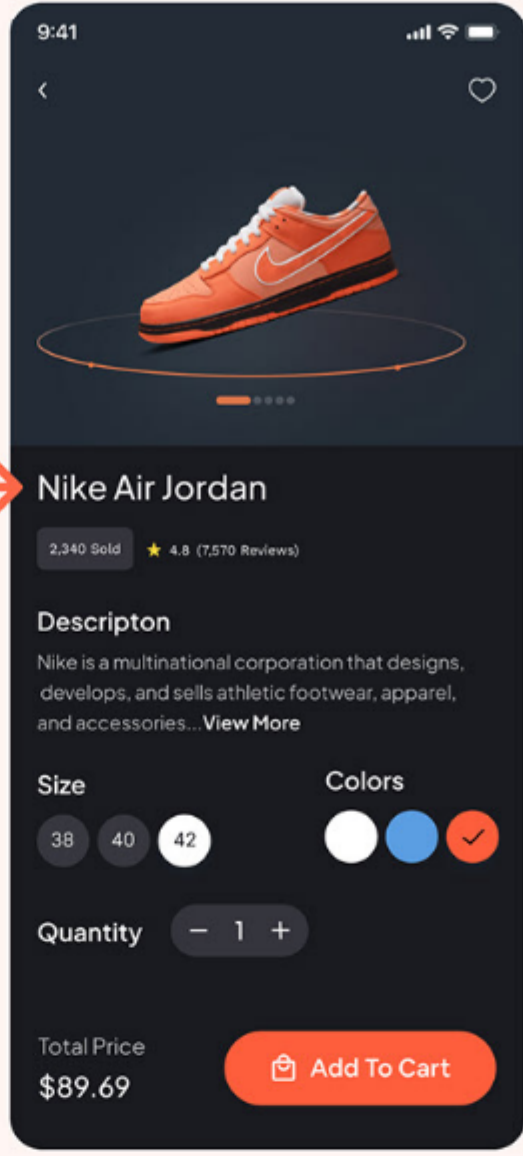 9:41
Nike Air Jordan
2,340 Sold 4.8 (7,570 Reviews)
Descripton
Nike is a multinational corporation that designs,
develops, and sells athletic footwear, apparel,
and accessories...View More
Size Colors
38 40 42
Quantity − 1 +
Total Price
$89.69
Add To Cart